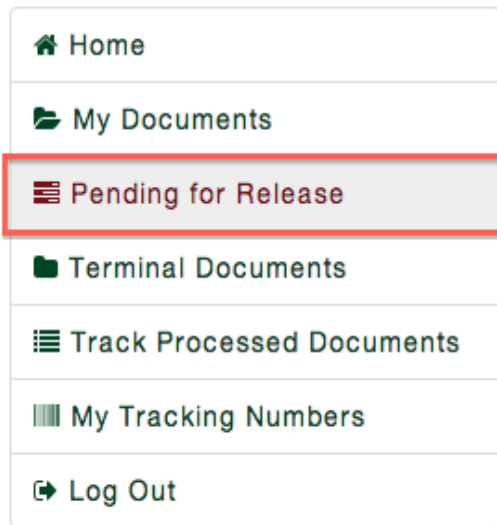 Home
My Documents
Pending for Release
Terminal Documents
Track Processed Documents
My Tracking Numbers
Log Out